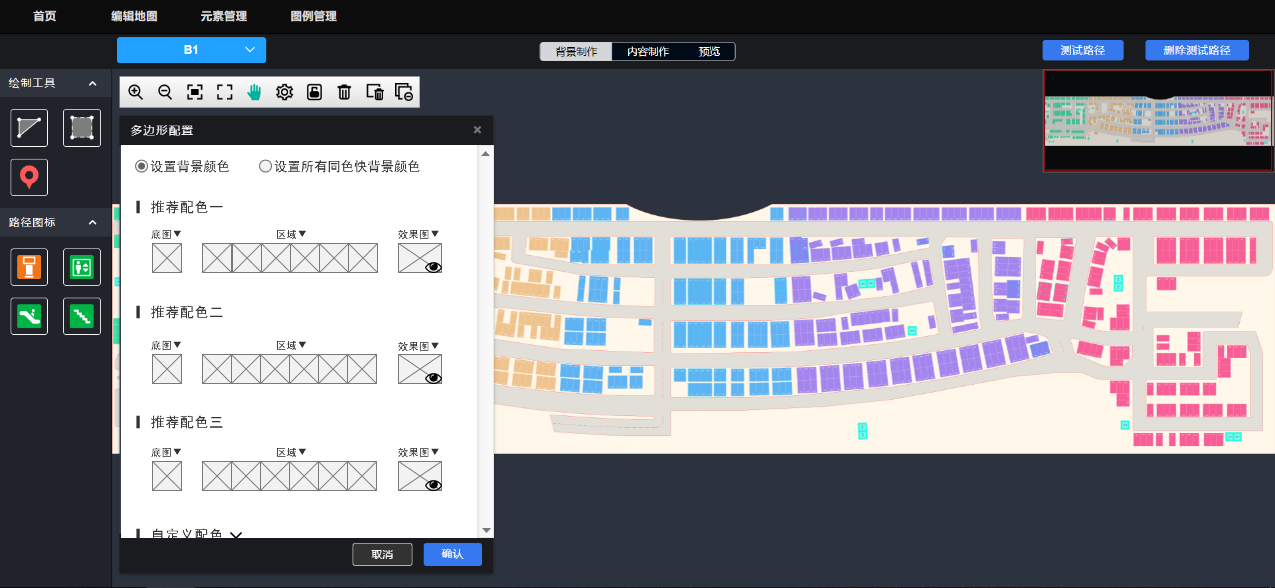 首页 编辑地图 元素管理 图例管理
B1 背景制作 内容制作 预览 测试路径 删除测试路径
绘制工具
多边形配置 ×
设置背景颜色 设置所有同色快背景颜色
推荐配色一
路径图标
底图▼ 区域▼ 效果图▼
推荐配色二
底图▼ 区域▼ 效果图▼
推荐配色三
底图▼ 区域▼ 效果图▼
自定义配色
取消 确认